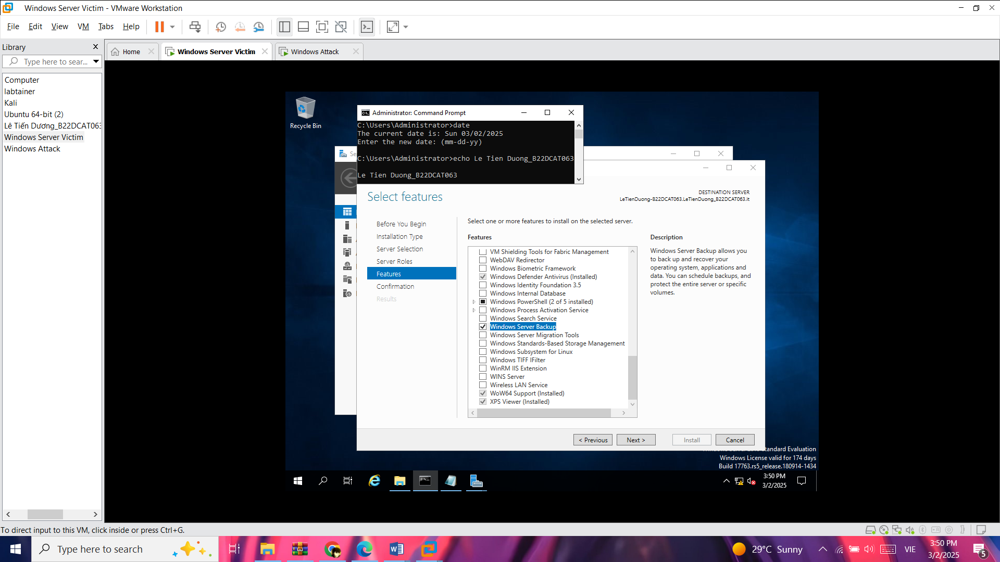 Windows Server Victim - VMware Workstation
File Edit View VM Tabs Help
Library
Type here to sear...
Home
Windows Server Victim
Windows Attack
Computer
labtainer
Kali
Ubuntu 64-bit (2)
Lê Tiến Dương_B22DCAT063
Windows Server Victim
Windows Attack
Recycle Bin
Administrator: Command Prompt
C:\Users\Administrator>date
The current date is: Sun 03/02/2025
Enter the new date: (mm-dd-yy)
C:\Users\Administrator>echo Le Tien Duong_B22DCAT063
Le Tien Duong_B22DCAT063
Se
Select features
DESTINATION SERVER
LeTienDuong-B22DCAT063.LeTienDuong_B22DCAT063.it
Before You Begin
Installation Type
Server Selection
Server Roles
Features
Confirmation
Results
Select one or more features to install on the selected server.
Features
VM Shielding Tools for Fabric Management
WebDAV Redirector
Windows Biometric Framework
Windows Defender Antivirus (Installed)
Windows Identity Foundation 3.5
Windows Internal Database
Windows PowerShell (2 of 5 installed)
Windows Process Activation Service
Windows Search Service
Windows Server Backup
Windows Server Migration Tools
Windows Standards-Based Storage Management
Windows Subsystem for Linux
Windows TIFF IFilter
WinRM IIS Extension
WINS Server
Wireless LAN Service
WoW64 Support (Installed)
XPS Viewer (Installed)
Description
Windows Server Backup allows you
to back up and recover your
operating system, applications and
data. You can schedule backups, and
protect the entire server or specific
volumes.
< Previous
Next >
Install
Cancel
Standard Evaluation
Windows License valid for 174 days
Build 17763.rs5_release.180914-1434
3:50 PM
3/2/2025
To direct input to this VM, click inside or press Ctrl+G.
Type here to search
29°C Sunny
VIE
3:50 PM
3/2/2025
5